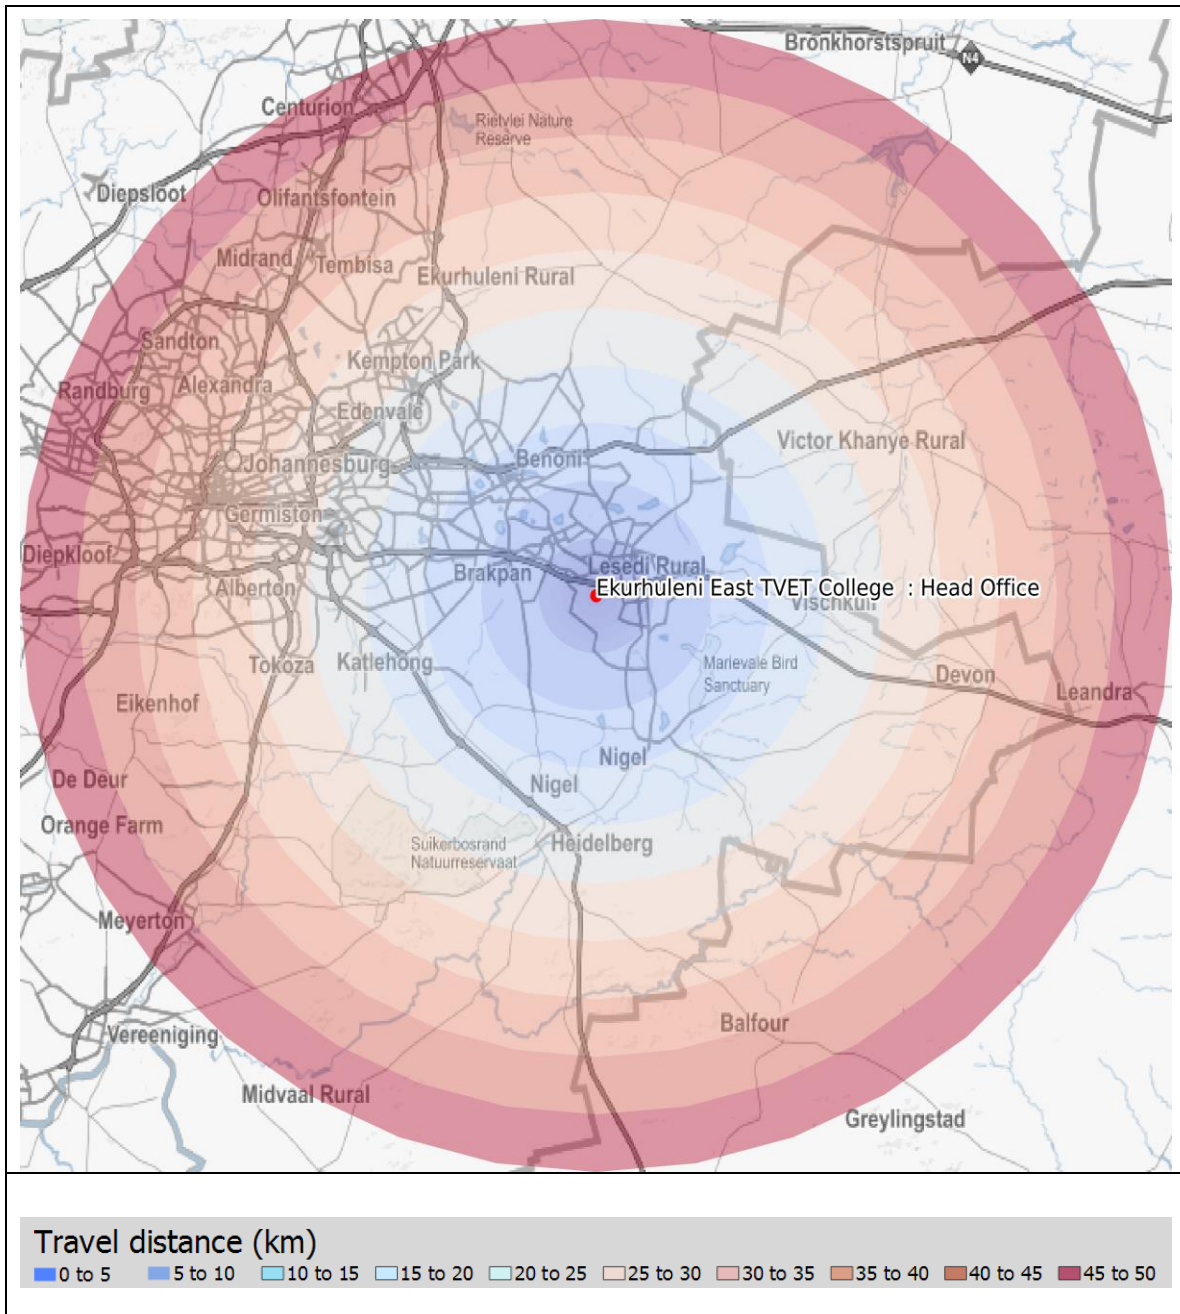 Bronkhorstspruit
N4
Centurion
Rietvlei Nature
Reserve
Diepsloot
Olifantsfontein
Midrand
Tembisa
Ekurhuleni Rural
Sandton
Kempton Park
Randburg
Alexandra
Edenvale
Victor Khanye Rural
Johannesburg
Benoni
Germiston
Diepkloof
Brakpan
Lesedi Rural
Alberton
Ekurhuleni East TVET College : Head Office
Vischkuil
Tokoza
Katlehong
Marievale Bird
Sanctuary
Devon
Leandra
Eikenhof
Nigel
De Deur
Nigel
Orange Farm
Suikerbosrand
Natuurreservaat
Heidelberg
Meyerton
Balfour
Vereeniging
Midvaal Rural
Greylingstad
Travel distance (km)
0 to 5 5 to 10 10 to 15 15 to 20 20 to 25 25 to 30 30 to 35 35 to 40 40 to 45 45 to 50